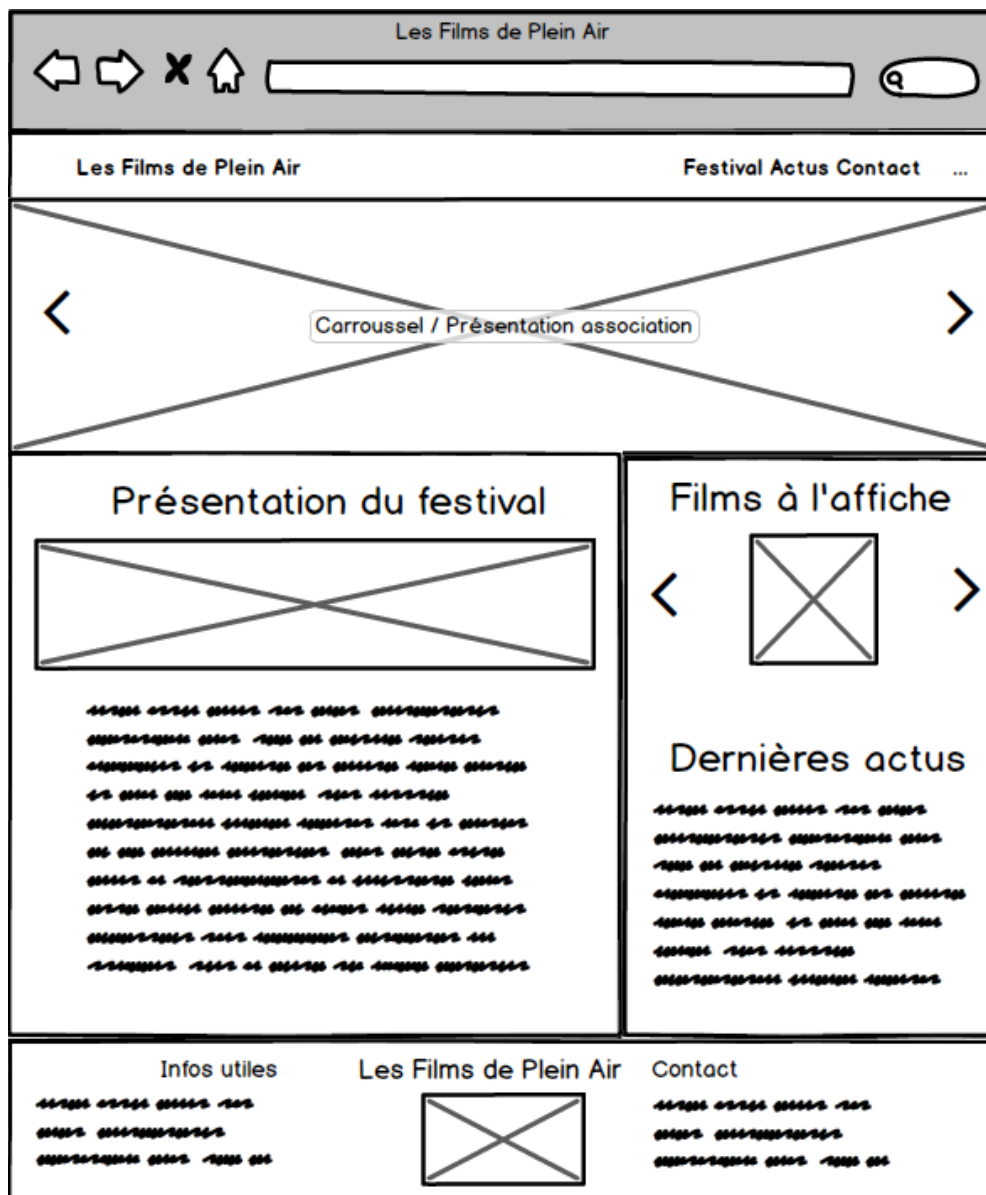 Les Films de Plein Air
Les Films de Plein Air Festival Actus Contact ...
Carroussel / Présentation association
Présentation du festival
Films à l'affiche
Dernières actus
Infos utiles
Les Films de Plein Air
Contact